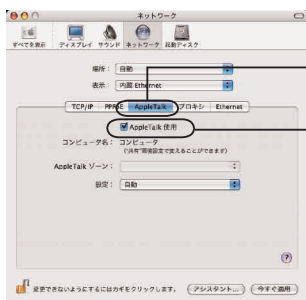 ネットワーク
すべてを表示 ディスプレイ サウンド ネットワーク 起動ディスク
場所： 自動
表示： 内蔵 Ethernet
TCP/IP PPPoE AppleTalk プロキシ Ethernet
AppleTalk 使用
コンピュータ名： コンピュータ
（"共有"環境設定で変えることができます）
AppleTalk ゾーン：
設定： 自動
?
変更できないようにするにはカギをクリックします。 アシスタント... 今すぐ適用